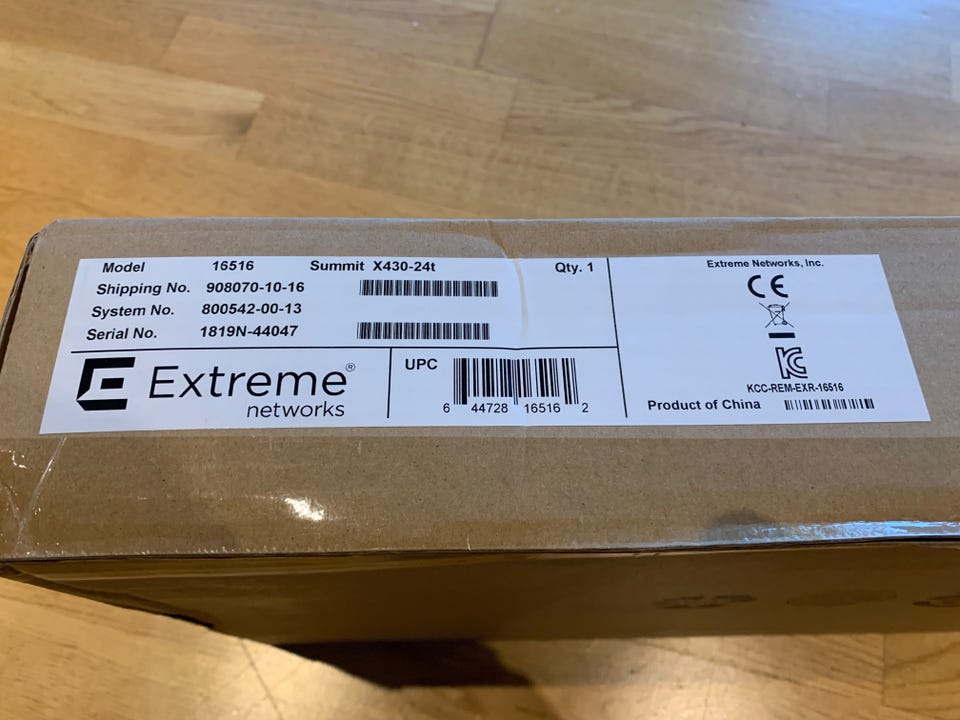 Model 16516 Summit X430-24t Qty. 1
Shipping No. 908070-10-16
System No. 800542-00-13
Serial No. 1819N-44047
Extreme®
networks
UPC
6 44728 16516 2
Extreme Networks, Inc.
CE
KC
KCC-REM-EXR-16516
Product of China